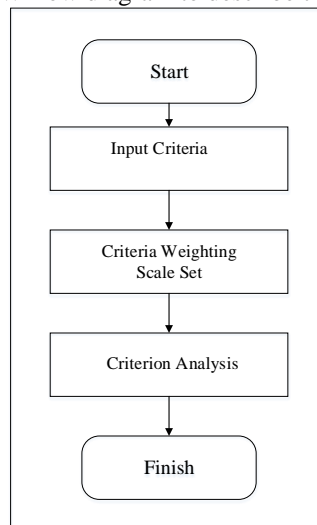 Start
Input Criteria
Criteria Weighting
Scale Set
Criterion Analysis
Finish